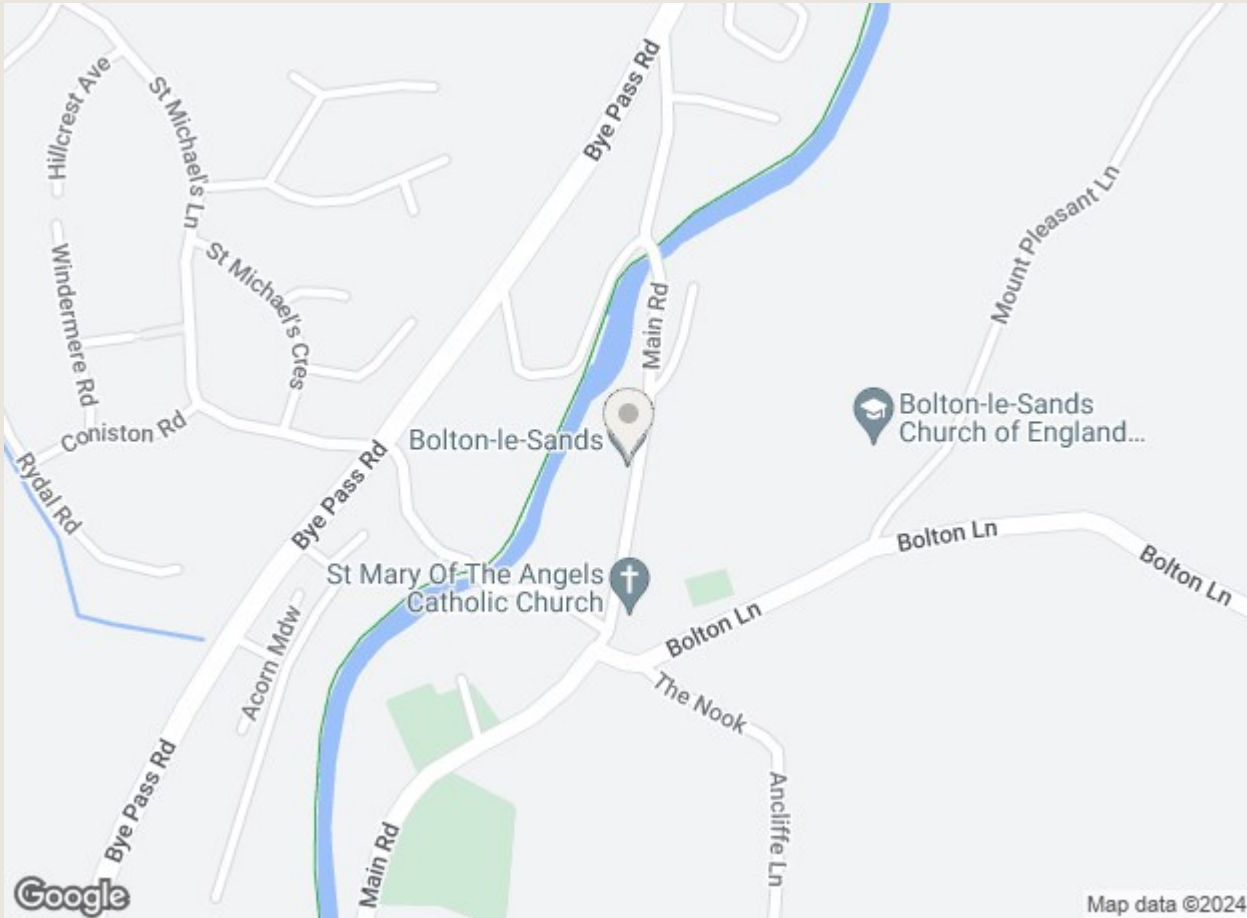 Bye Pass Rd
Hillcrest Ave
St Michael's Ln
Mount Pleasant Ln
St Michael's Cres
Windermere Rd
Main Rd
Bolton-le-Sands
Church of England...
Coniston Rd
Bolton-le-Sands
Rydal Rd
Bye Pass Rd
Bolton Ln
Bolton Ln
St Mary Of The Angels
Catholic Church
Bolton Ln
Acorn Mdw
The Nook
Bye Pass Rd
Ancliffe Ln
Main Rd
Google
Map data ©2024